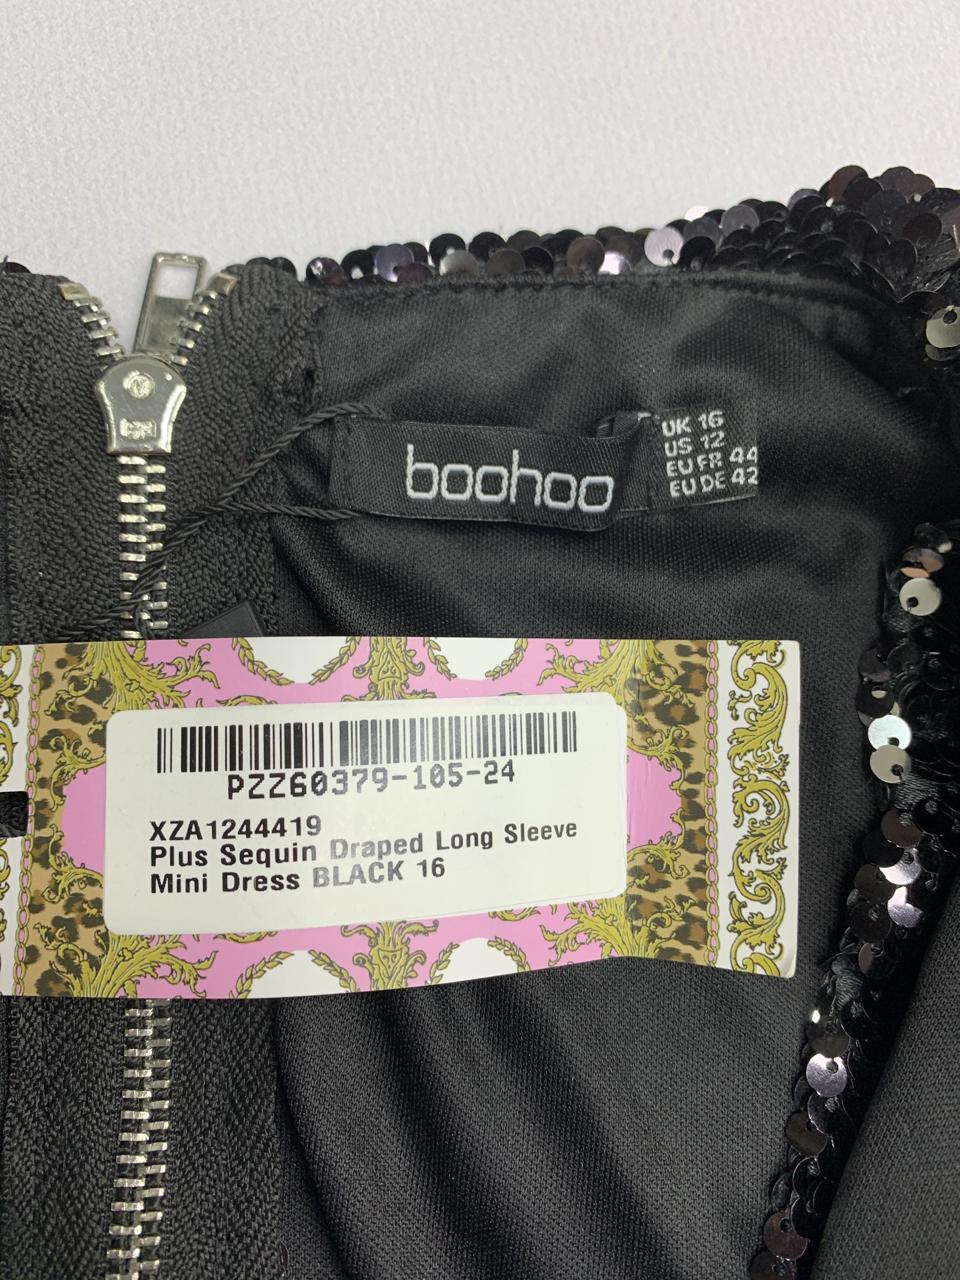 boohoo
UK 16
US 12
EU FR 44
EU DE 42
PZZ60379-105-24
XZA1244419
Plus Sequin Draped Long Sleeve
Mini Dress BLACK 16